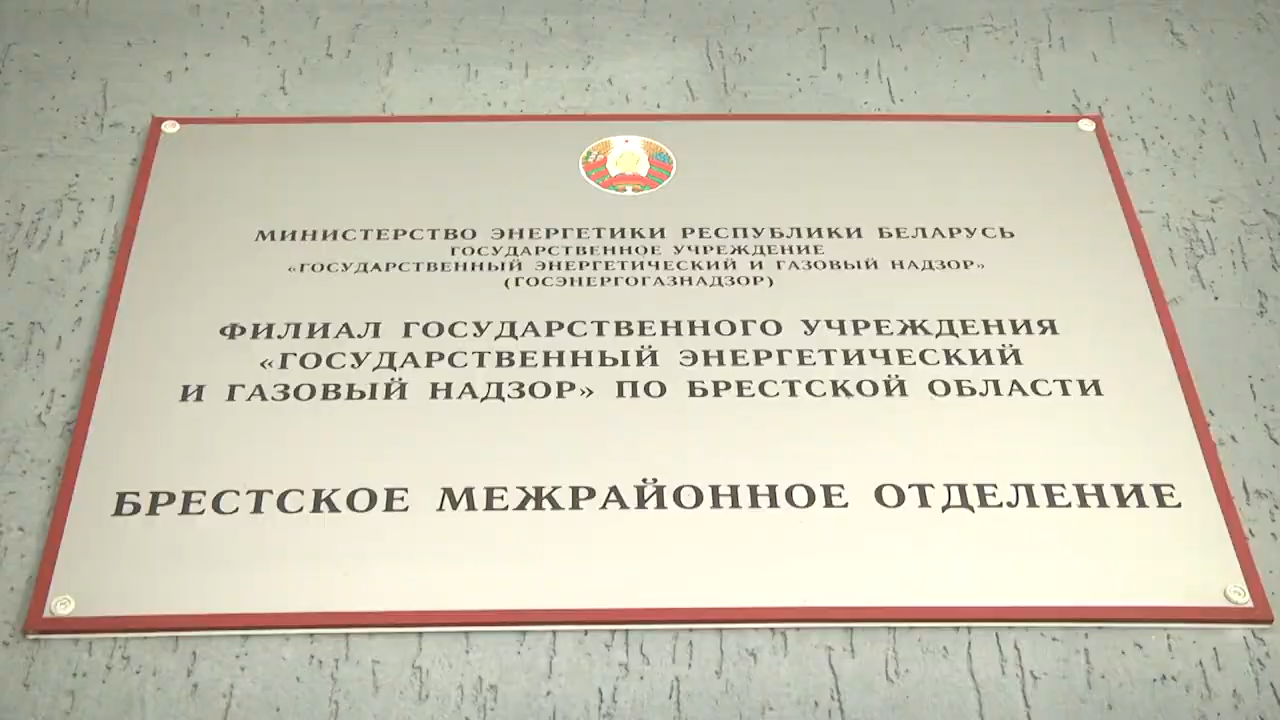 МИНИСТЕРСТВО ЭНЕРГЕТИКИ РЕСПУБЛИКИ БЕЛАРУСЬ
ГОСУДАРСТВЕННОЕ УЧРЕЖДЕНИЕ
«ГОСУДАРСТВЕННЫЙ ЭНЕРГЕТИЧЕСКИЙ И ГАЗОВЫЙ НАДЗОР»
(ГОСЭНЕРГОГАЗНАДЗОР)
ФИЛИАЛ ГОСУДАРСТВЕННОГО УЧРЕЖДЕНИЯ
«ГОСУДАРСТВЕННЫЙ ЭНЕРГЕТИЧЕСКИЙ
И ГАЗОВЫЙ НАДЗОР» ПО БРЕСТСКОЙ ОБЛАСТИ
БРЕСТСКОЕ МЕЖРАЙОННОЕ ОТДЕЛЕНИЕ